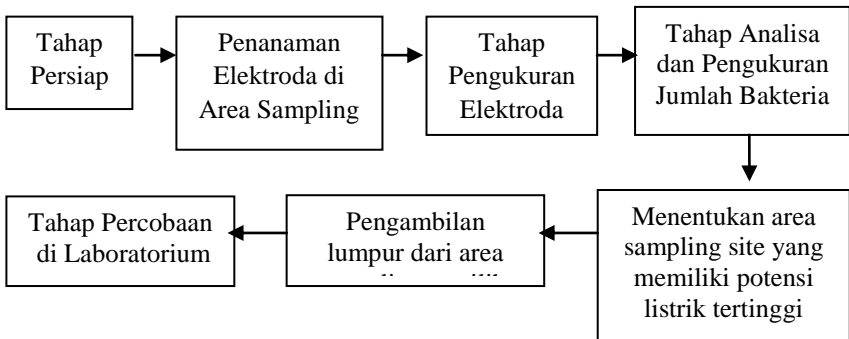 Tahap
Persiap
Penanaman
Elektroda di
Area Sampling
Tahap
Pengukuran
Elektroda
Tahap Analisa
dan Pengukuran
Jumlah Bakteria
Menentukan area
sampling site yang
memiliki potensi
listrik tertinggi
Pengambilan
lumpur dari area
Tahap Percobaan
di Laboratorium